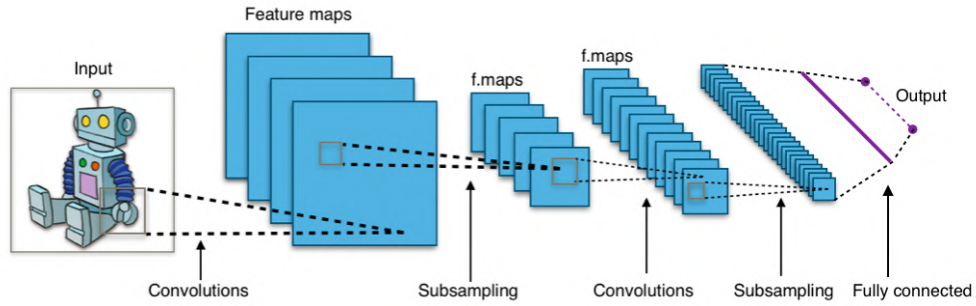 Feature maps
Input
f.maps
f.maps
Output
Convolutions
Subsampling
Convolutions
Subsampling
Fully connected